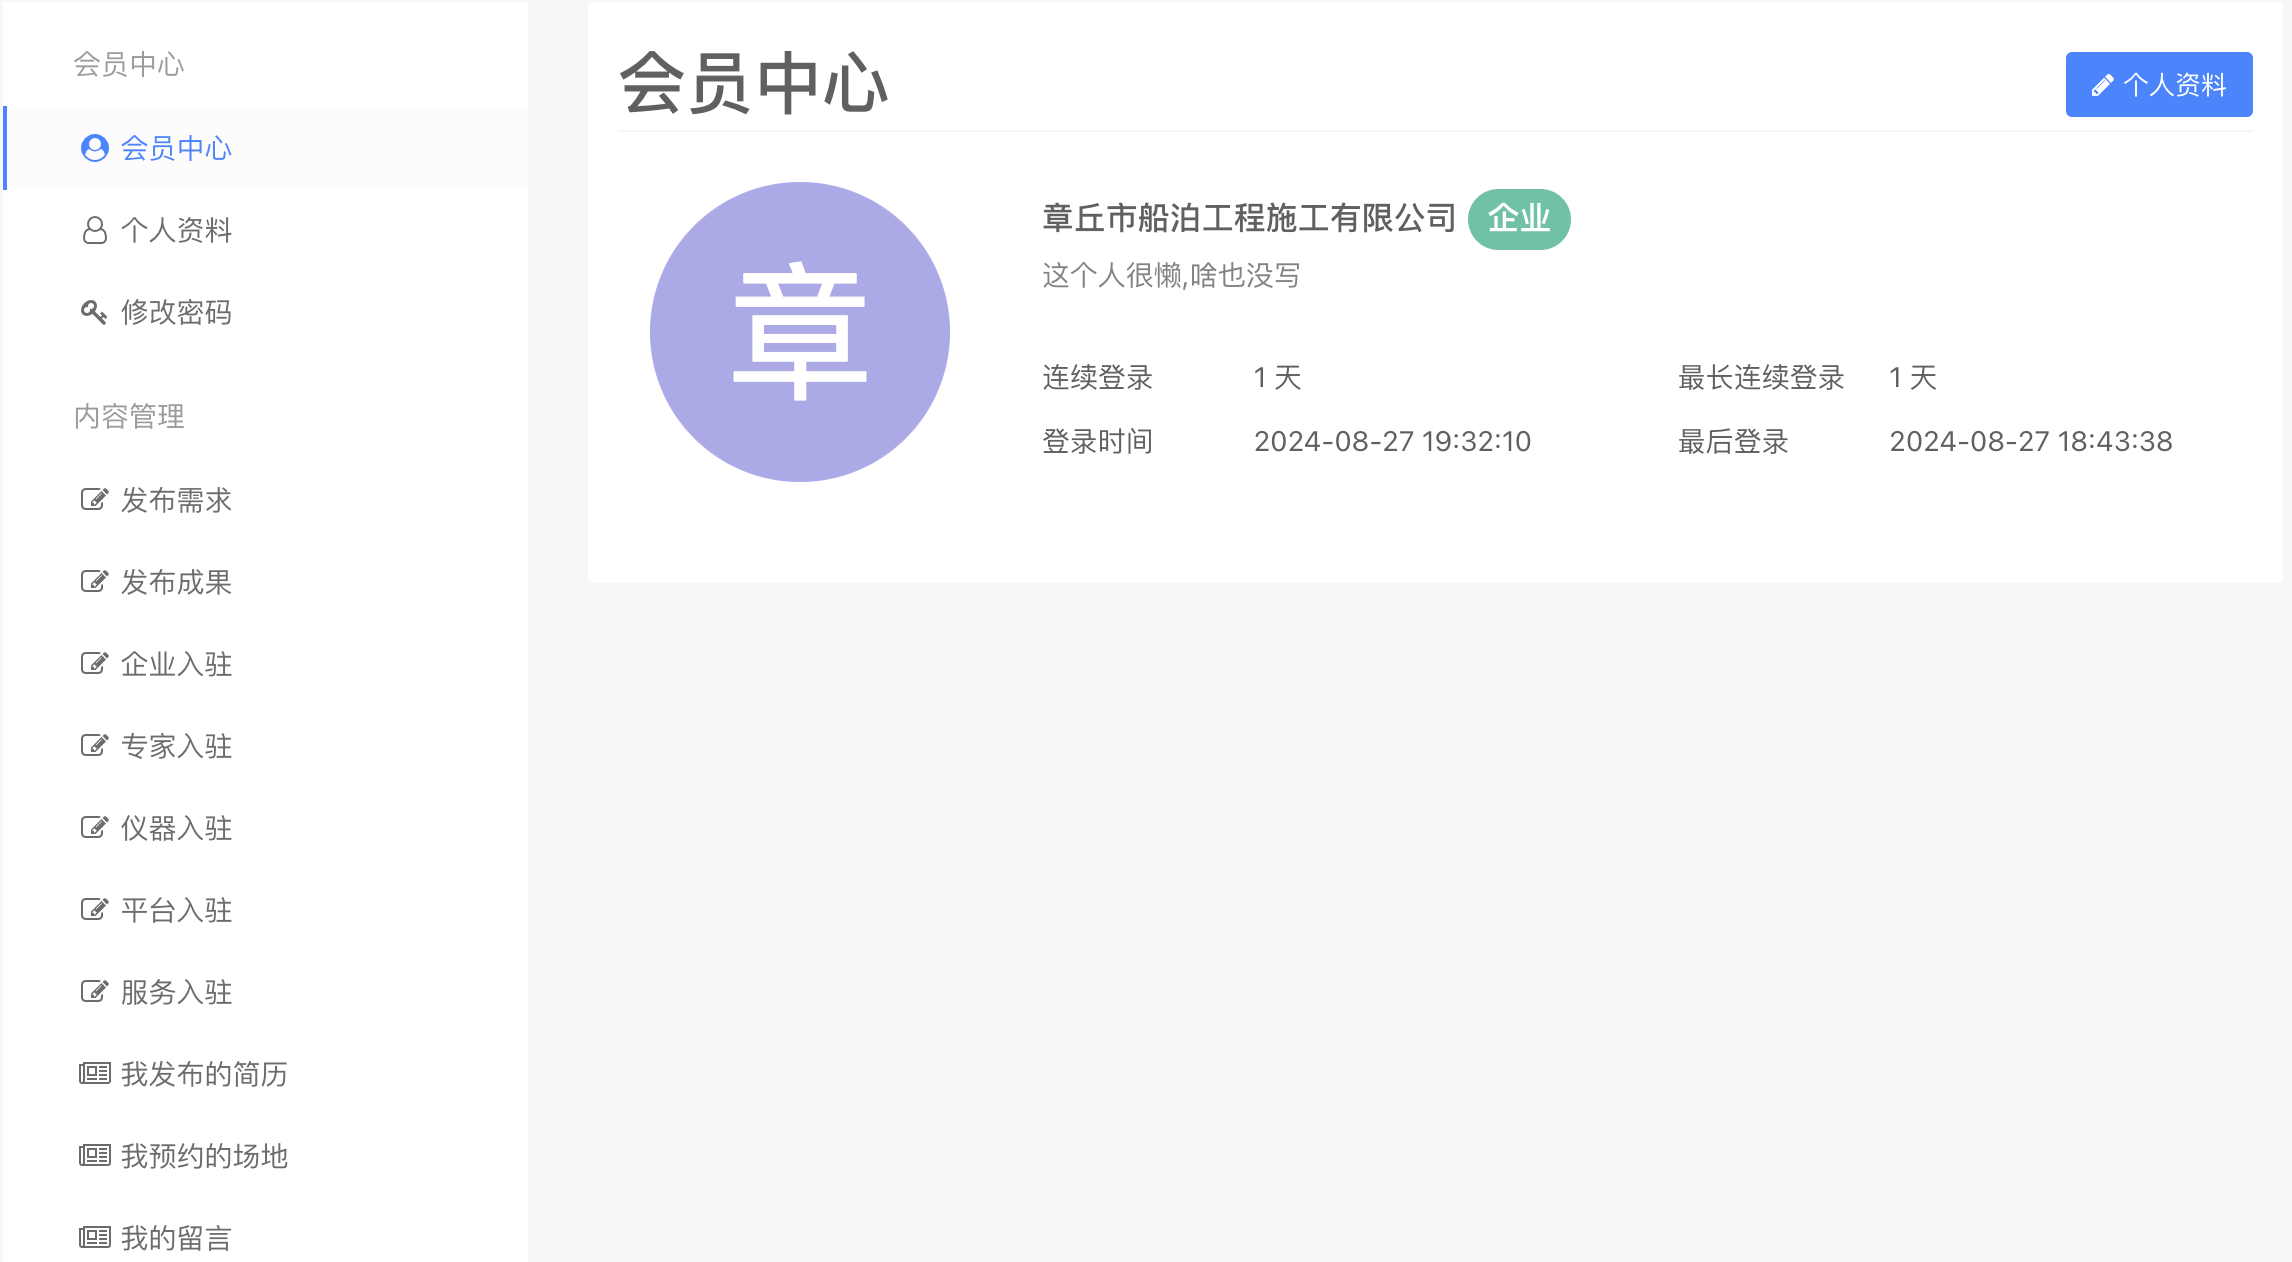 会员中心
会员中心
个人资料
修改密码
内容管理
发布需求
发布成果
企业入驻
专家入驻
仪器入驻
平台入驻
服务入驻
我发布的简历
我预约的场地
我的留言
会员中心
个人资料
章
章丘市船泊工程施工有限公司 企业
这个人很懒,啥也没写
连续登录 1 天 最长连续登录 1 天
登录时间 2024-08-27 19:32:10 最后登录 2024-08-27 18:43:38